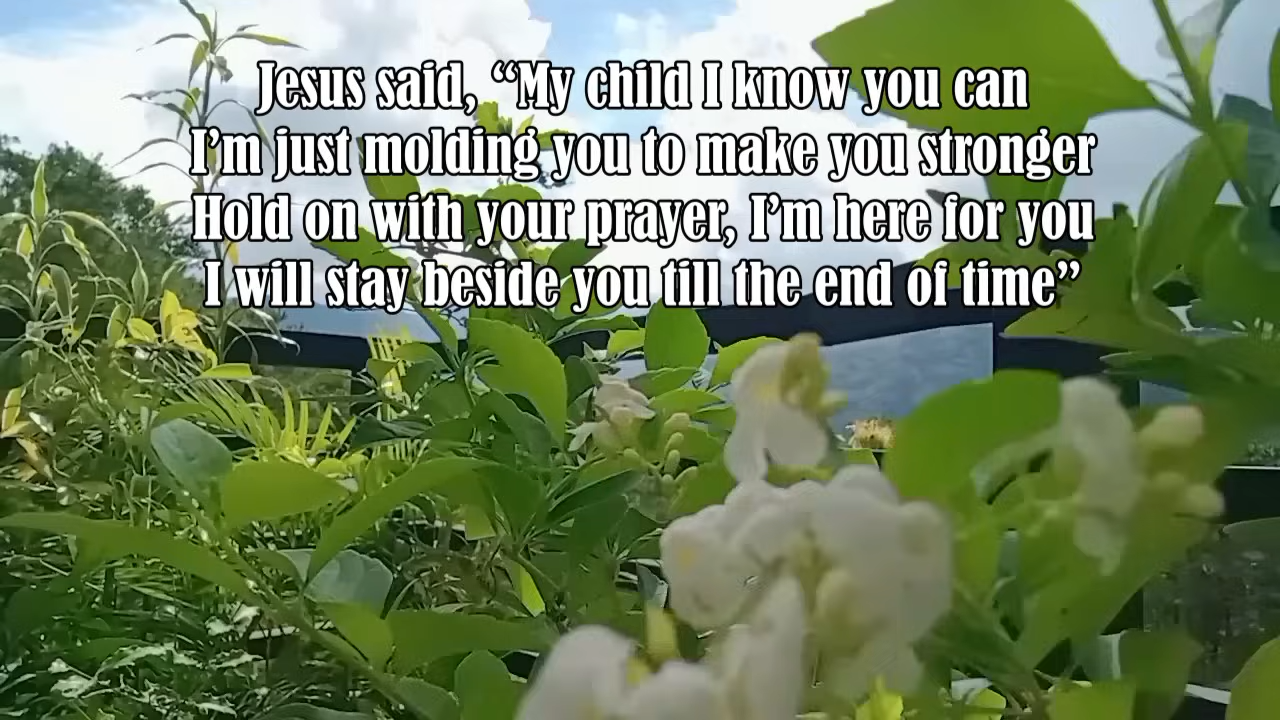 Jesus said, “My child I know you can
I’m just molding you to make you stronger
Hold on with your prayer, I’m here for you
I will stay beside you till the end of time”